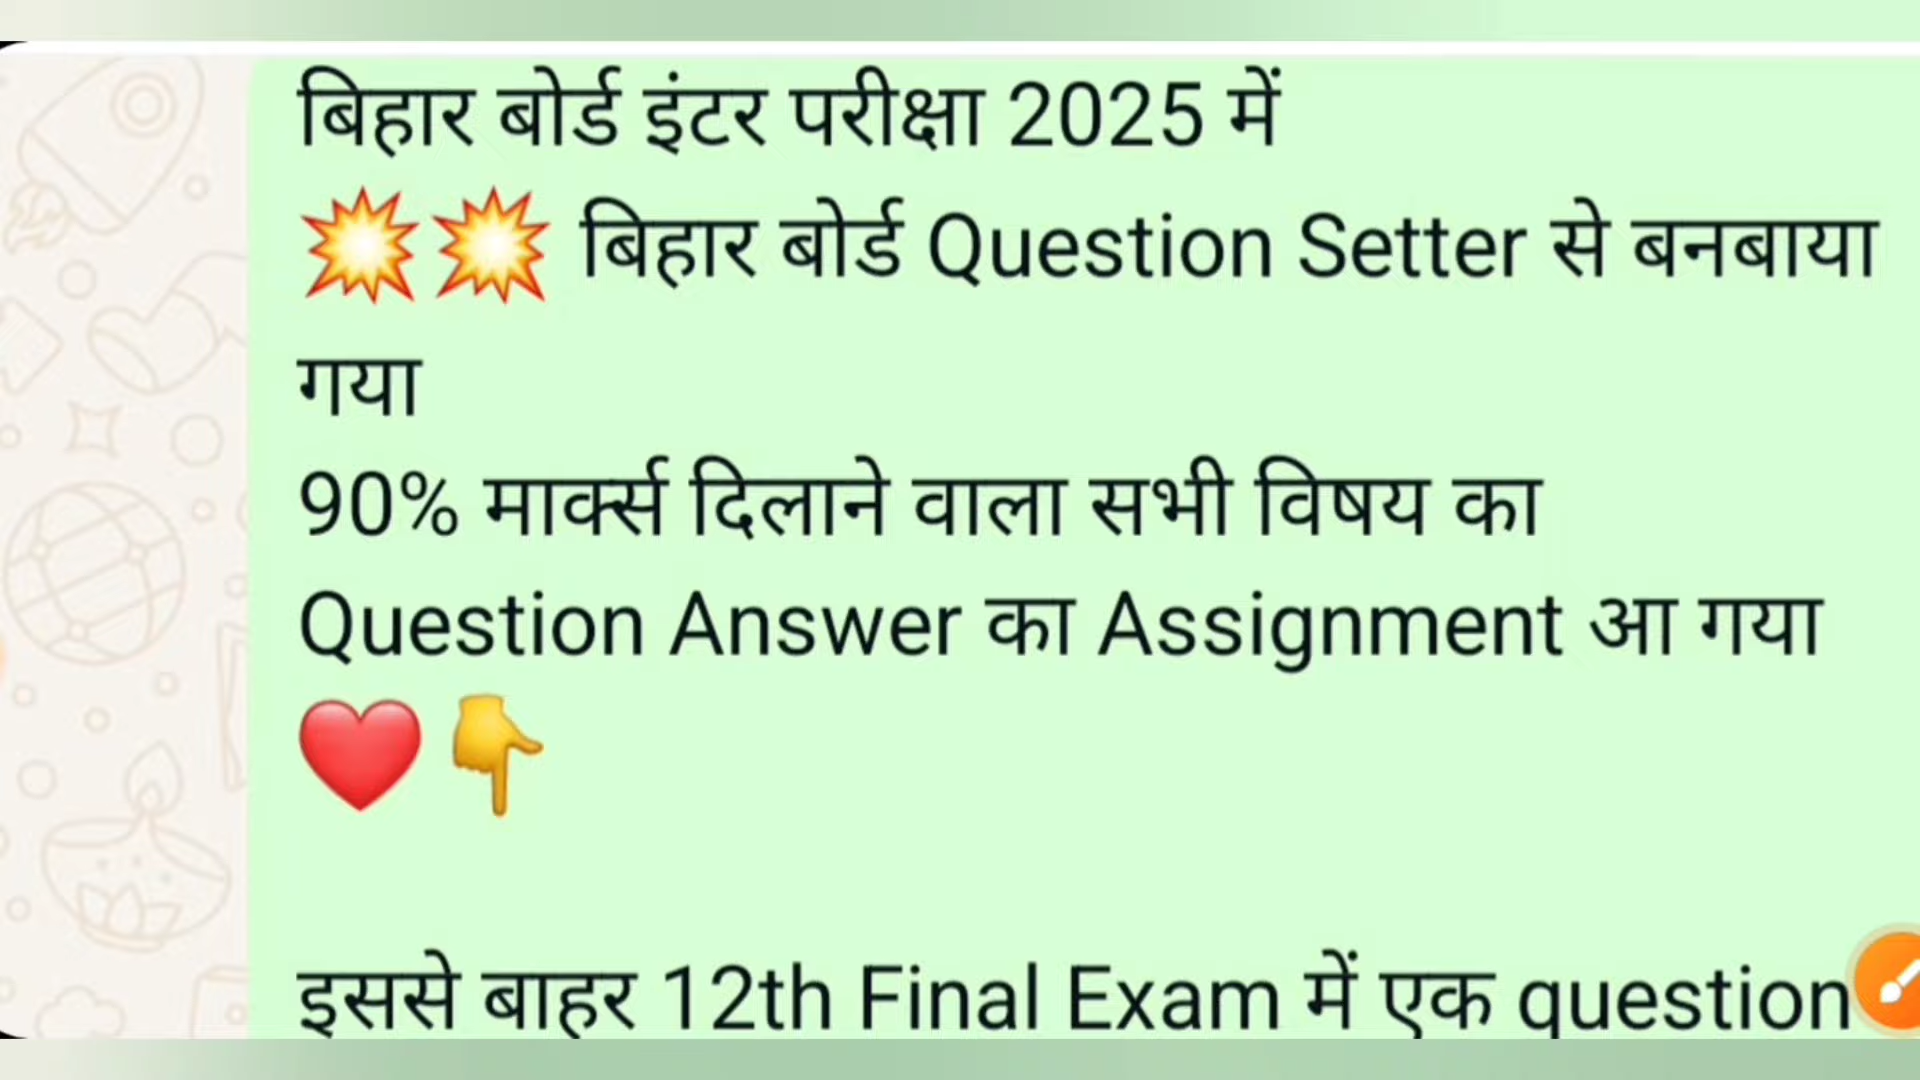 बिहार बोर्ड इंटर परीक्षा 2025 में
💥💥 बिहार बोर्ड Question Setter से बनबाया
गया
90% मार्क्स दिलाने वाला सभी विषय का
Question Answer का Assignment आ गया
❤️👇
इससे बाहर 12th Final Exam में एक question